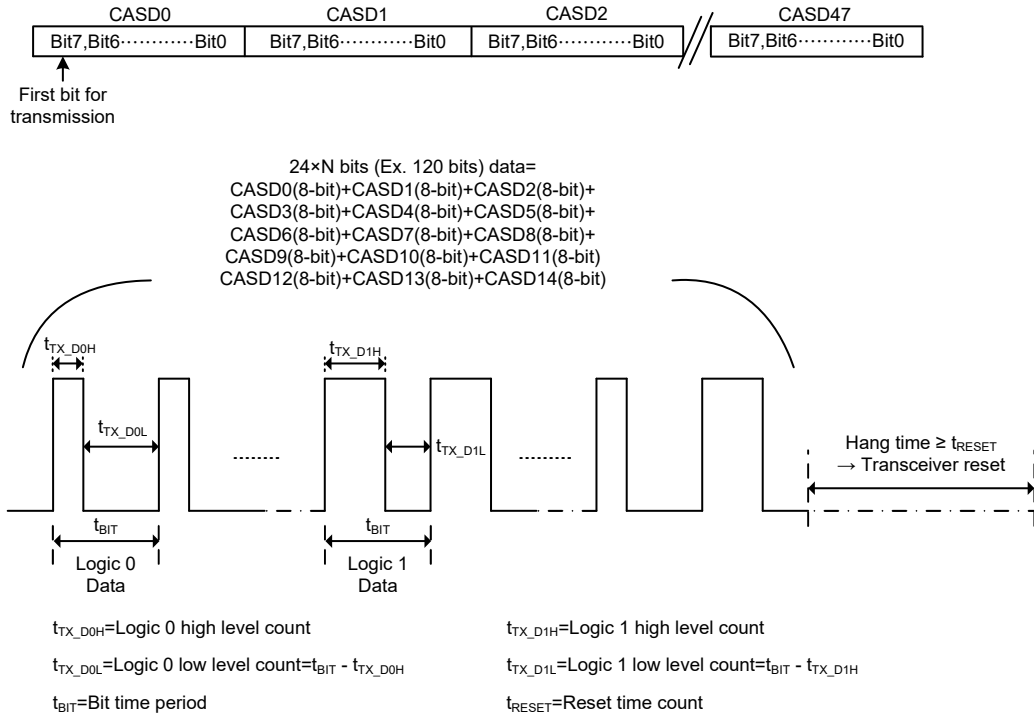 CASD0 CASD1 CASD2 CASD47
Bit7,Bit6············Bit0 Bit7,Bit6············Bit0 Bit7,Bit6············Bit0 Bit7,Bit6············Bit0
First bit for
transmission
24×N bits (Ex. 120 bits) data=
CASD0(8-bit)+CASD1(8-bit)+CASD2(8-bit)+
CASD3(8-bit)+CASD4(8-bit)+CASD5(8-bit)+
CASD6(8-bit)+CASD7(8-bit)+CASD8(8-bit)+
CASD9(8-bit)+CASD10(8-bit)+CASD11(8-bit)
CASD12(8-bit)+CASD13(8-bit)+CASD14(8-bit)
tTX_D0H tTX_D1H
tTX_D0L ........ tTX_D1L ..........
Hang time ≥ tRESET
→ Transceiver reset
tBIT tBIT
Logic 0
Data
Logic 1
Data
tTX_D0H=Logic 0 high level count
tTX_D1H=Logic 1 high level count
tTX_D0L=Logic 0 low level count=tBIT - tTX_D0H
tTX_D1L=Logic 1 low level count=tBIT - tTX_D1H
tBIT=Bit time period
tRESET=Reset time count